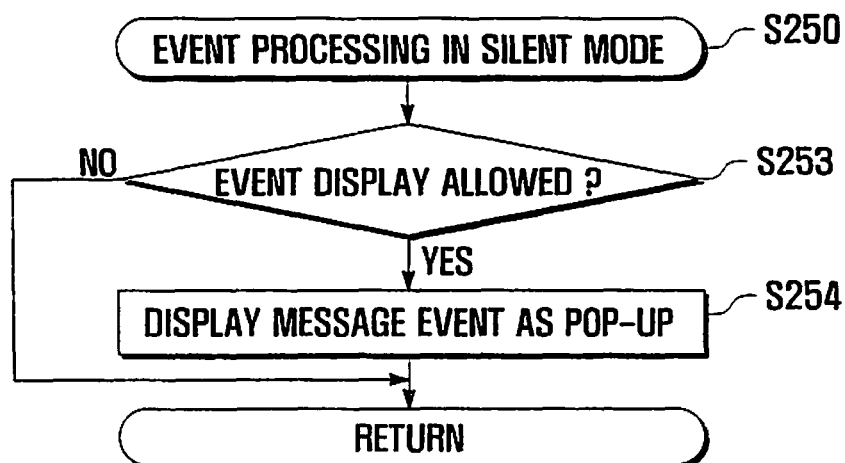 EVENT PROCESSING IN SILENT MODE
S250
NO
EVENT DISPLAY ALLOWED ?
S253
YES
DISPLAY MESSAGE EVENT AS POP-UP
S254
RETURN